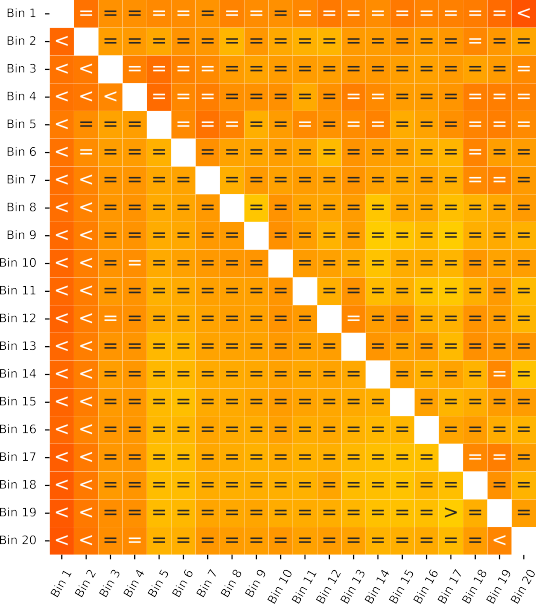 Bin 1 = = = = = = = = = = = = = = = = = = <
Bin 2 < = = = = = = = = = = = = = = = = = =
Bin 3 < < = = = = = = = = = = = = = = = = =
Bin 4 < < < = = = = = = = = = = = = = = = =
Bin 5 < = = = = = = = = = = = = = = = = = =
Bin 6 < = = = = = = = = = = = = = = = = = =
Bin 7 < < = = = = = = = = = = = = = = = = =
Bin 8 < < = = = = = = = = = = = = = = = = =
Bin 9 < < = = = = = = = = = = = = = = = = =
Bin 10 < < = = = = = = = = = = = = = = = = =
Bin 11 < < = = = = = = = = = = = = = = = = =
Bin 12 < < = = = = = = = = = = = = = = = = =
Bin 13 < < = = = = = = = = = = = = = = = = =
Bin 14 < < = = = = = = = = = = = = = = = = =
Bin 15 < < = = = = = = = = = = = = = = = = =
Bin 16 < < = = = = = = = = = = = = = = = = =
Bin 17 < < = = = = = = = = = = = = = = = = =
Bin 18 < < = = = = = = = = = = = = = = = = =
Bin 19 < < = = = = = = = = = = = = = = > = =
Bin 20 < < = = = = = = = = = = = = = = = = <
Bin 1 Bin 2 Bin 3 Bin 4 Bin 5 Bin 6 Bin 7 Bin 8 Bin 9 Bin 10 Bin 11 Bin 12 Bin 13 Bin 14 Bin 15 Bin 16 Bin 17 Bin 18 Bin 19 Bin 20